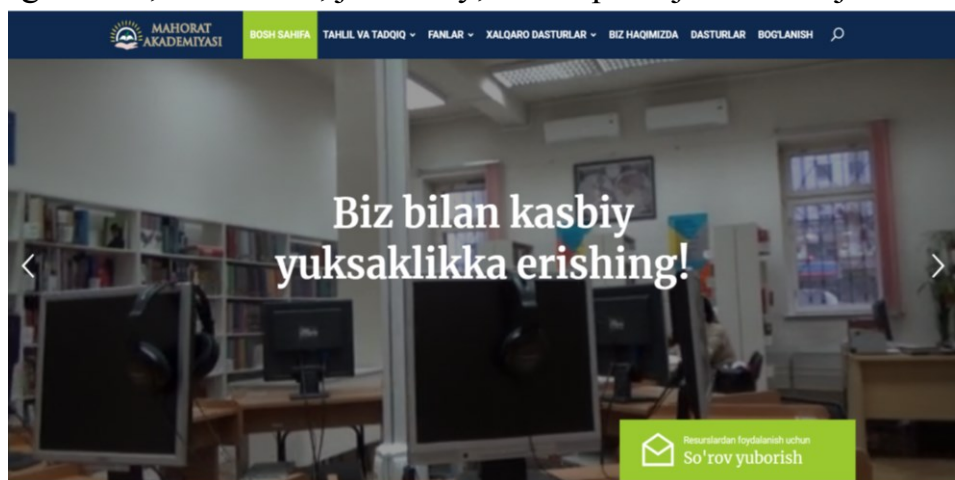 MAHORAT
AKADEMIYASI
BOSH SAHIFA TAHLIL VA TADQIQ FANLAR XALQARO DASTURLAR BIZ HAQIMIZDA DASTURLAR BOG'LANISH
Biz bilan kasbiy
yuksaklikka erishing!
Resurslardan foydalanish uchun
So'rov yuborish